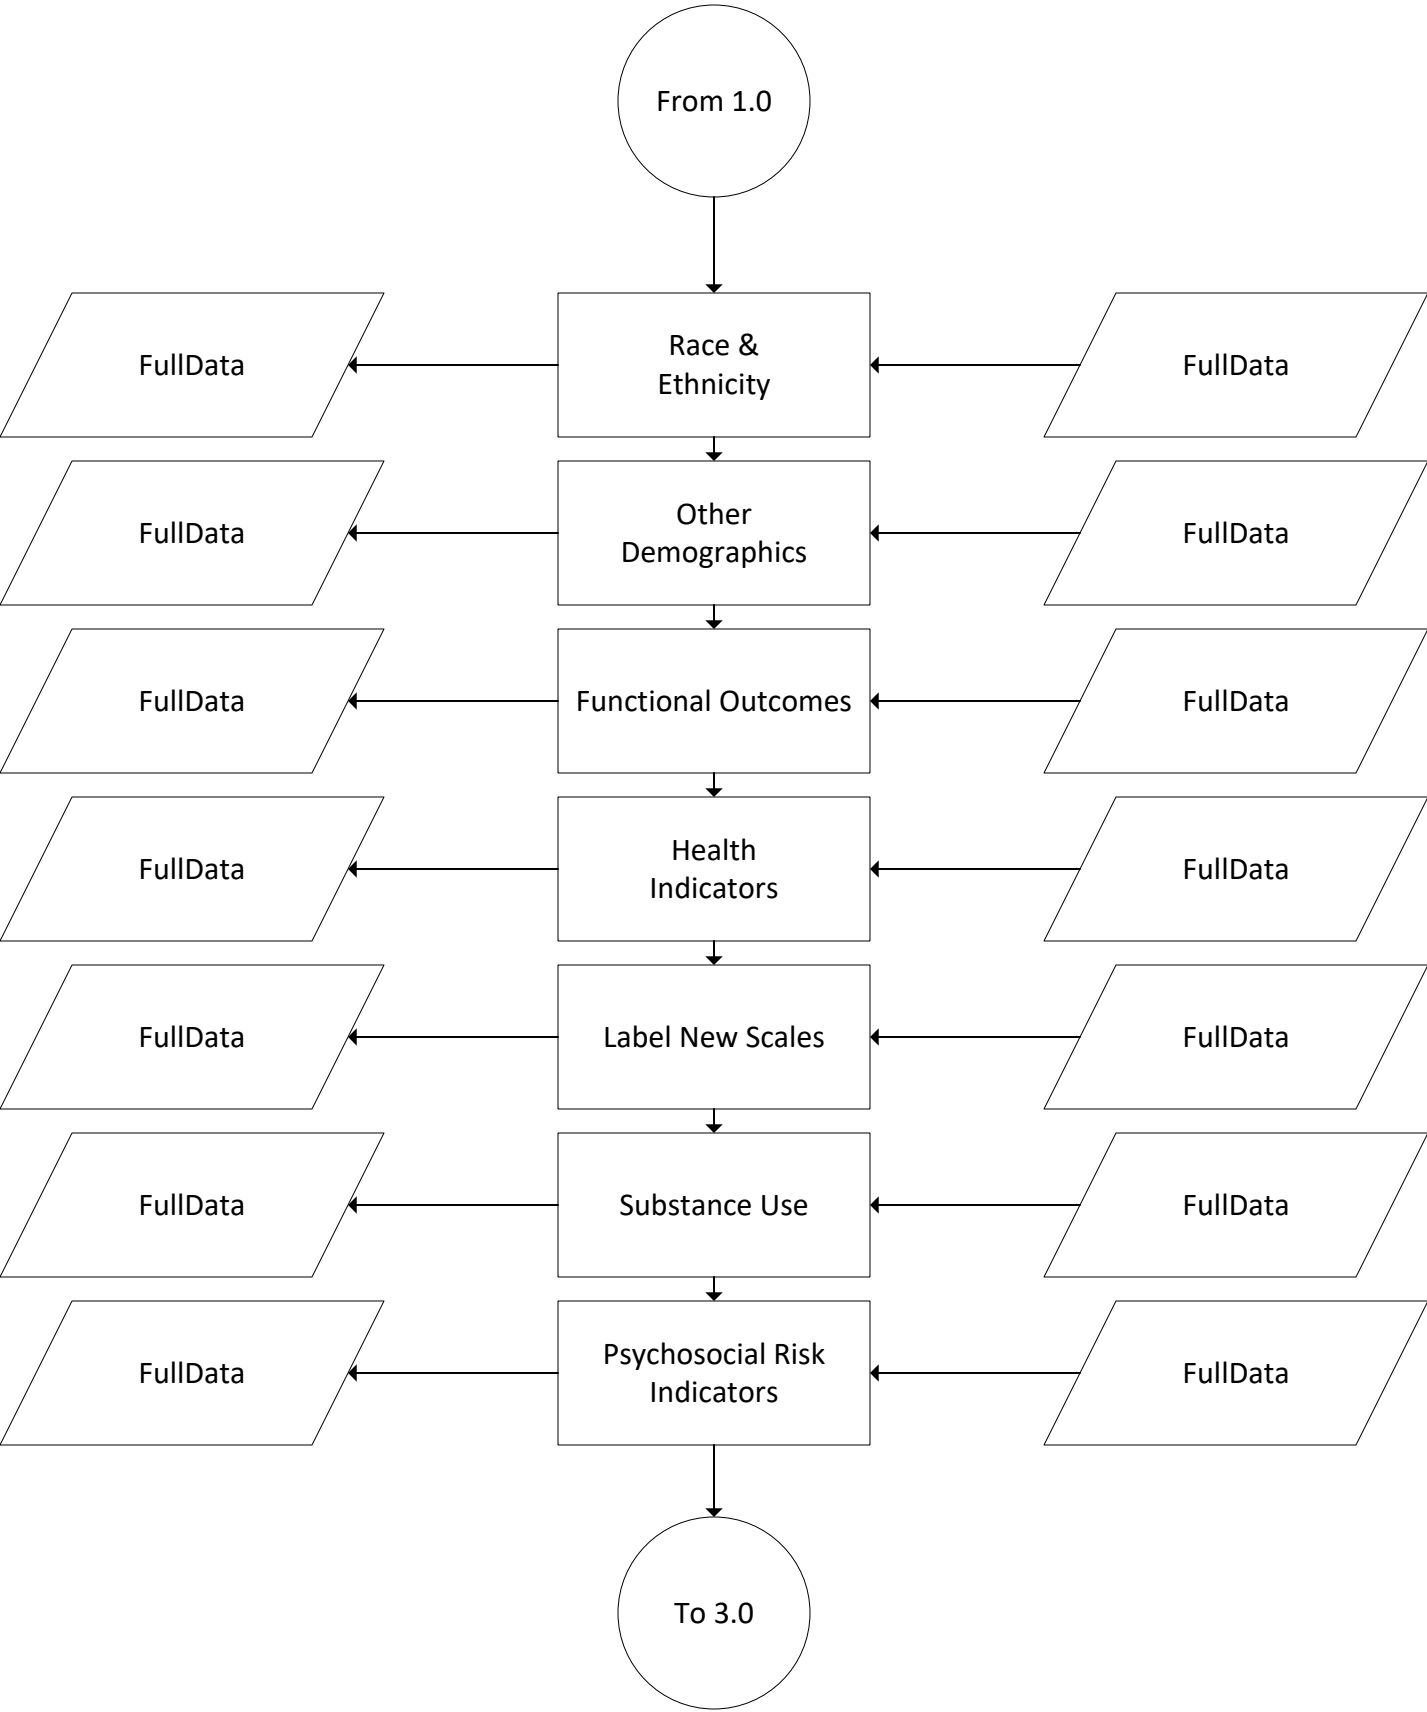 From 1.0
FullData
Race &
Ethnicity
FullData
FullData
Other
Demographics
FullData
FullData
Functional Outcomes
FullData
FullData
Health
Indicators
FullData
FullData
Label New Scales
FullData
FullData
Substance Use
FullData
FullData
Psychosocial Risk
Indicators
FullData
To 3.0